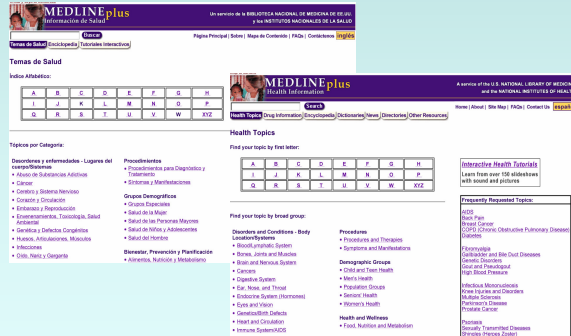 MEDLINEplus
Información de Salud
Un servicio de la BIBLIOTECA NACIONAL DE MEDICINA DE EE.UU.
y los INSTITUTOS NACIONALES DE LA SALUD
Buscar
Página Principal | Sobre | Mapa de Contenido | FAQs | Contáctenos inglés
Temas de Salud Enciclopedia Tutoriales Interactivos
Temas de Salud
Índice Alfabético:
A B C D E F G H
I J K L M N O P
Q R S T U V W XYZ
Tópicos por Categoría:
Desordenes y enfermedades - Lugares del cuerpo/Sistemas
Abuso de Substancias Adictivas
Cancer
Cerebro y Sistema Nervioso
Corazón y Circulación
Embarazo y Reproducción
Envenenamientos, Toxicología, Salud Ambiental
Genética y Defectos Congénitos
Huesos, Articulaciones, Músculos
Infecciones
Oído, Nariz y Garganta
Procedimientos
Procedimientos para Diagnóstico y Tratamiento
Síntomas y Manifestaciones
Grupos Demográficos
Grupos Especiales
Salud de la Mujer
Salud de las Personas Mayores
Salud de Niños y Adolescentes
Salud del Hombre
Bienestar, Prevención y Planificación
Alimentos, Nutrición y Metabolismo
MEDLINEplus
Health Information
A service of the U.S. NATIONAL LIBRARY OF MEDICIN
and the NATIONAL INSTITUTES OF HEALT
Search
Home | About | Site Map | FAQs | Contact Us españ
Health Topics Drug Information Encyclopedia Dictionaries News Directories Other Resources
Health Topics
Find your topic by first letter:
A B C D E F G H
I J K L M N O P
Q R S T U V W XYZ
Find your topic by broad group:
Disorders and Conditions - Body Location/Systems
Blood/Lymphatic System
Bones, Joints and Muscles
Brain and Nervous System
Cancers
Digestive System
Ear, Nose, and Throat
Endocrine System (Hormones)
Eyes and Vision
Genetics/Birth Defects
Heart and Circulation
Immune System/AIDS
Procedures
Procedures and Therapies
Symptoms and Manifestations
Demographic Groups
Child and Teen Health
Men's Health
Population Groups
Seniors' Health
Women's Health
Health and Wellness
Food, Nutrition and Metabolism
Interactive Health Tutorials
Learn from over 150 slideshows
with sound and pictures
Frequently Requested Topics:
AIDS
Back Pain
Breast Cancer
COPD (Chronic Obstructive Pulmonary Disease)
Diabetes
Fibromyalgia
Gallbladder and Bile Duct Diseases
Genetic Disorders
Gout and Pseudogout
High Blood Pressure
Infectious Mononucleosis
Knee Injuries and Disorders
Multiple Sclerosis
Parkinson's Disease
Prostate Cancer
Psoriasis
Sexually Transmitted Diseases
Shingles (Herpes Zoster)